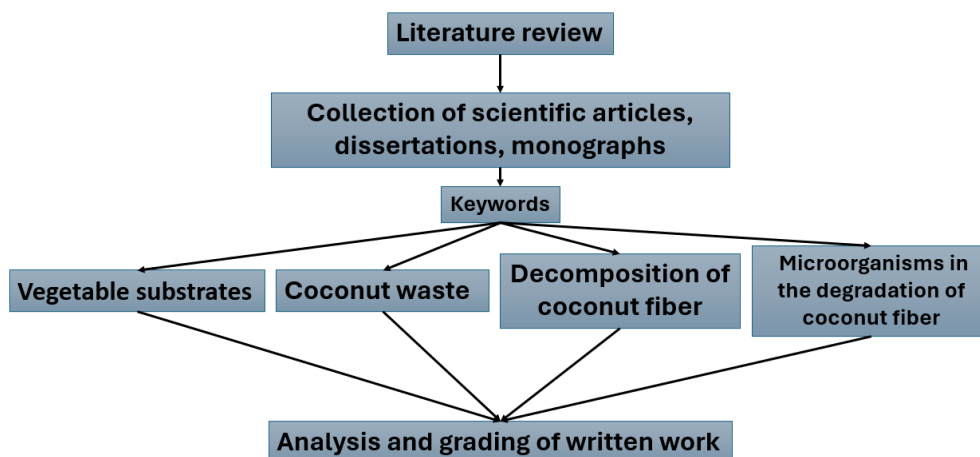 Literature review
Collection of scientific articles,
dissertations, monographs
Keywords
Vegetable substrates
Coconut waste
Decomposition of
coconut fiber
Microorganisms in
the degradation of
coconut fiber
Analysis and grading of written work